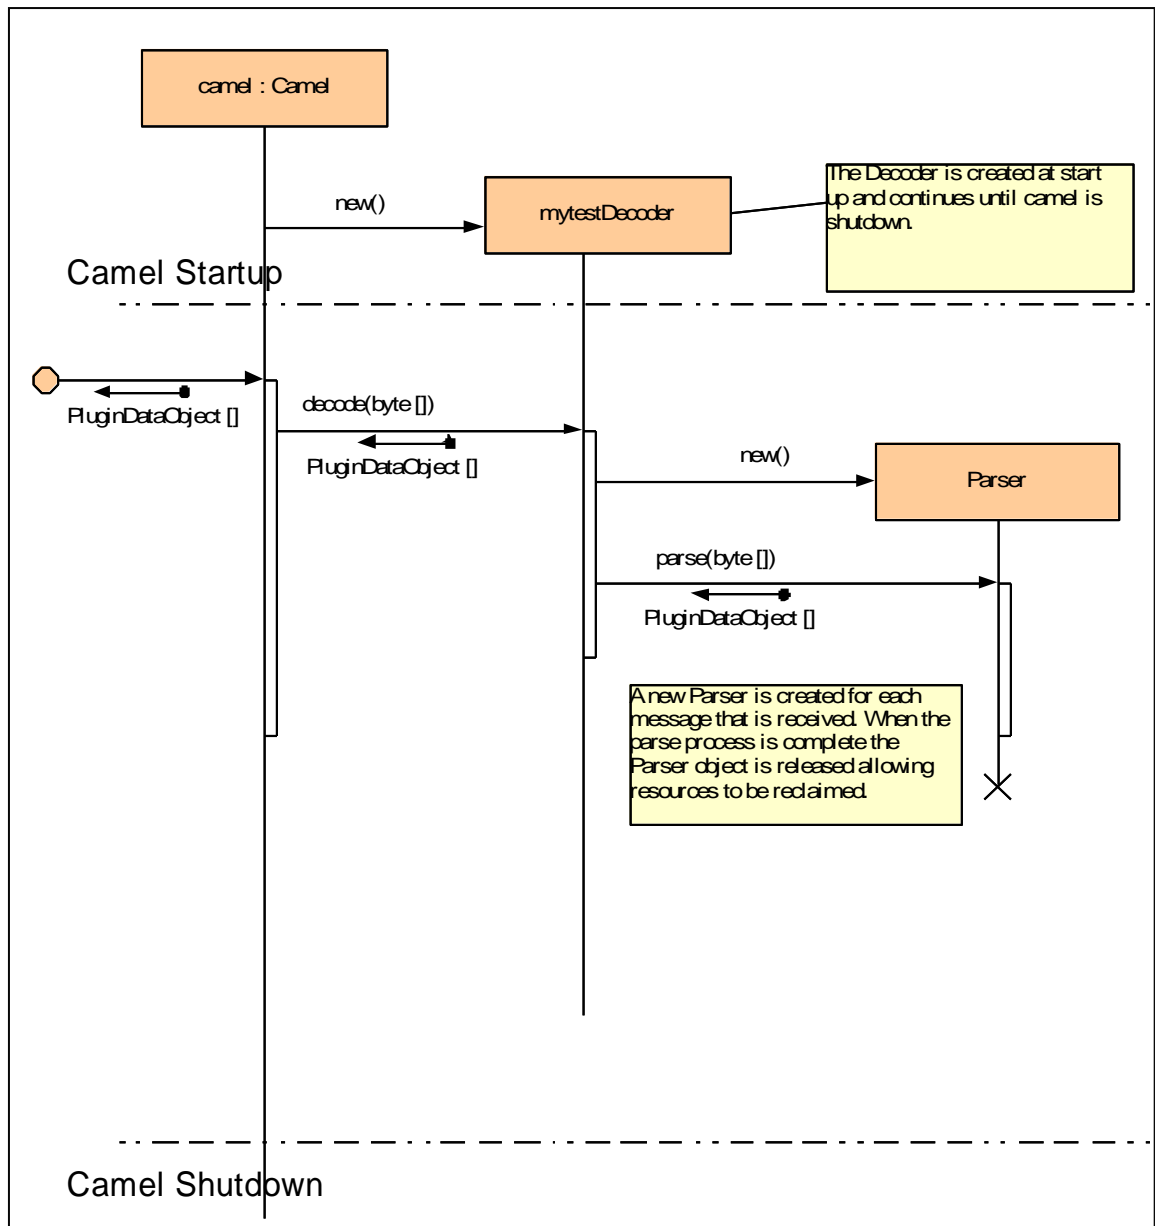 camel : Camel
new()
mytestDecoder
The Decoder is created at start
up and continues until camel is
shutdown.
Camel Startup
PluginDataObject []
decode(byte [])
PluginDataObject []
new()
Parser
parse(byte [])
PluginDataObject []
A new Parser is created for each
message that is received. When the
parse process is complete the
Parser object is released allowing
resources to be reclaimed.
Camel Shutdown